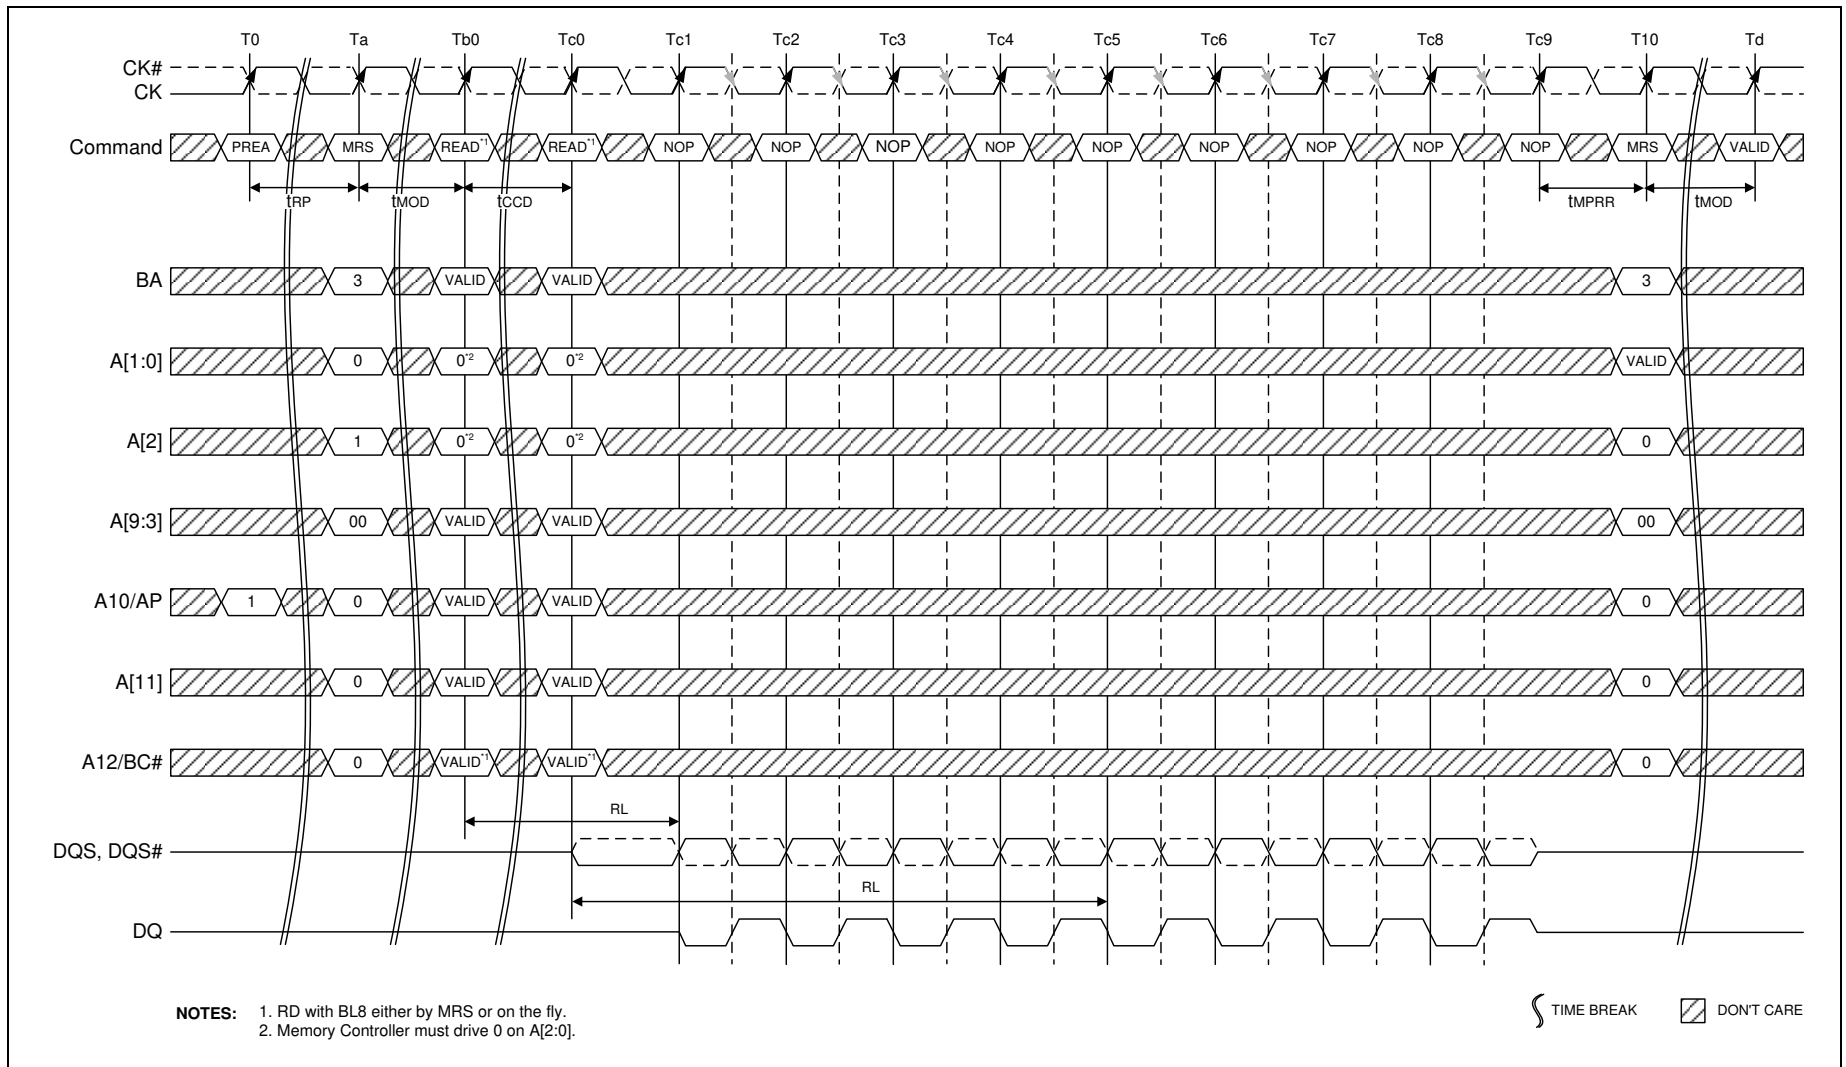 T0 Ta Tb0 Tc0 Tc1 Tc2 Tc3 Tc4 Tc5 Tc6 Tc7 Tc8 Tc9 T10 Td
CK#
CK
Command PREA MRS READ*1 READ*1 NOP NOP NOP NOP NOP NOP NOP NOP NOP MRS VALID
tRP tMOD tCCD tMPRR tMOD
BA 3 VALID VALID 3
A[1:0] 0 0*2 0*2 VALID
A[2] 1 0*2 0*2 0
A[9:3] 00 VALID VALID 00
A10/AP 1 0 VALID VALID 0
A[11] 0 VALID VALID 0
A12/BC# 0 VALID*1 VALID*1 0
RL
DQS, DQS#
RL
DQ
NOTES: 1. RD with BL8 either by MRS or on the fly.
2. Memory Controller must drive 0 on A[2:0].
TIME BREAK DON'T CARE